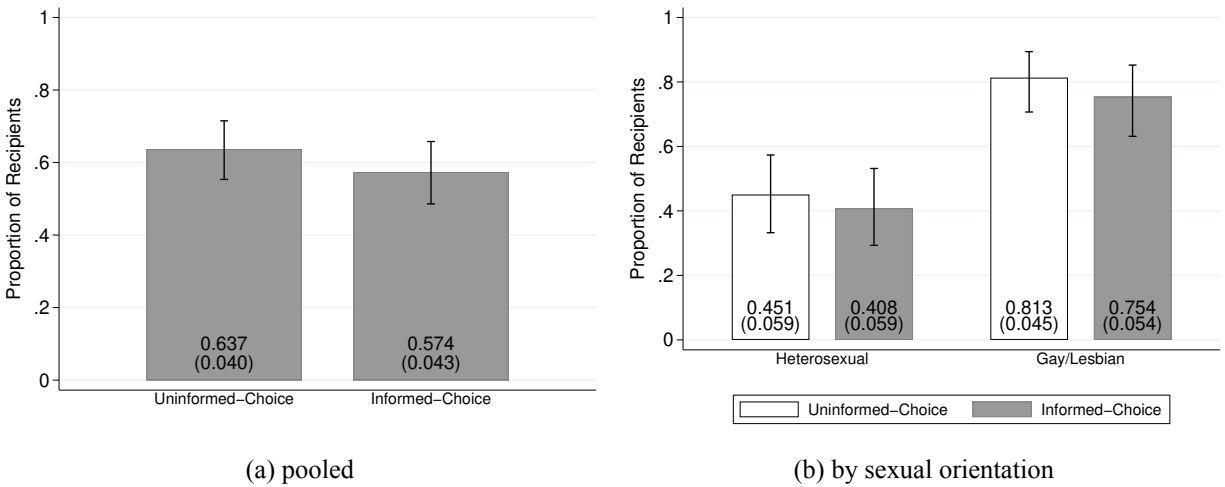 Proportion of Recipients
1
.8
.6
.4
.2
0
0.637
(0.040)
0.574
(0.043)
Uninformed−Choice
Informed−Choice
(a) pooled
Proportion of Recipients
1
.8
.6
.4
.2
0
0.451
(0.059)
0.408
(0.059)
0.813
(0.045)
0.754
(0.054)
Heterosexual
Gay/Lesbian
Uninformed−Choice
Informed−Choice
(b) by sexual orientation